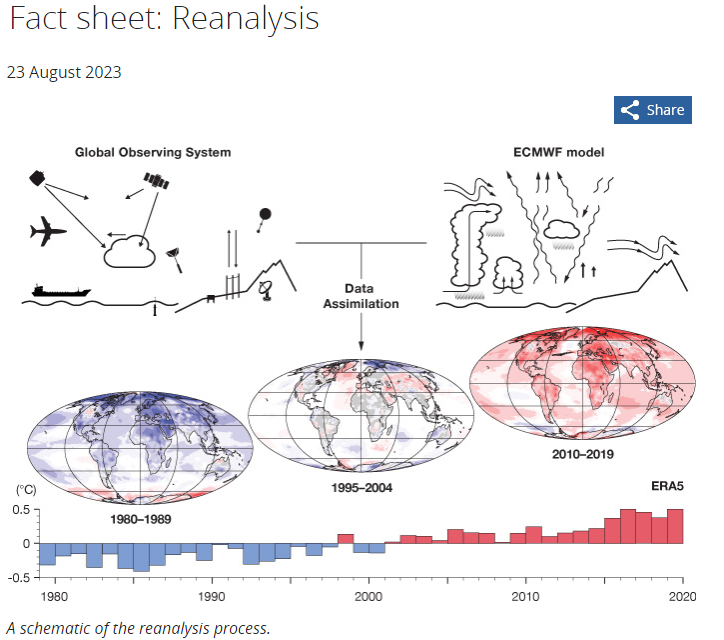 Fact sheet: Reanalysis
23 August 2023
Share
Global Observing System
ECMWF model
Data
Assimilation
2010–2019
1995–2004
ERA5
(°C)
1980–1989
0.5
0
-0.5
1980
1990
2000
2010
2020
A schematic of the reanalysis process.